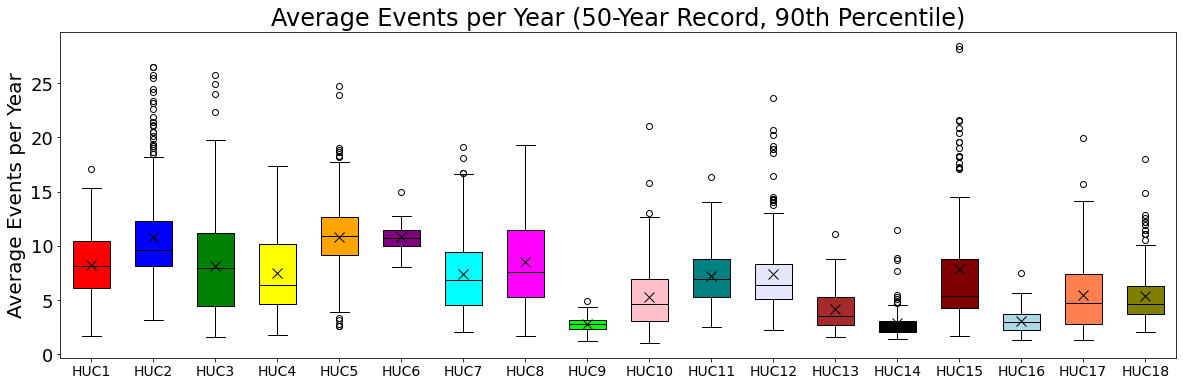 Average Events per Year (50-Year Record, 90th Percentile)
Average Events per Year
25
20
15
10
5
0
HUC1 HUC2 HUC3 HUC4 HUC5 HUC6 HUC7 HUC8 HUC9 HUC10 HUC11 HUC12 HUC13 HUC14 HUC15 HUC16 HUC17 HUC18